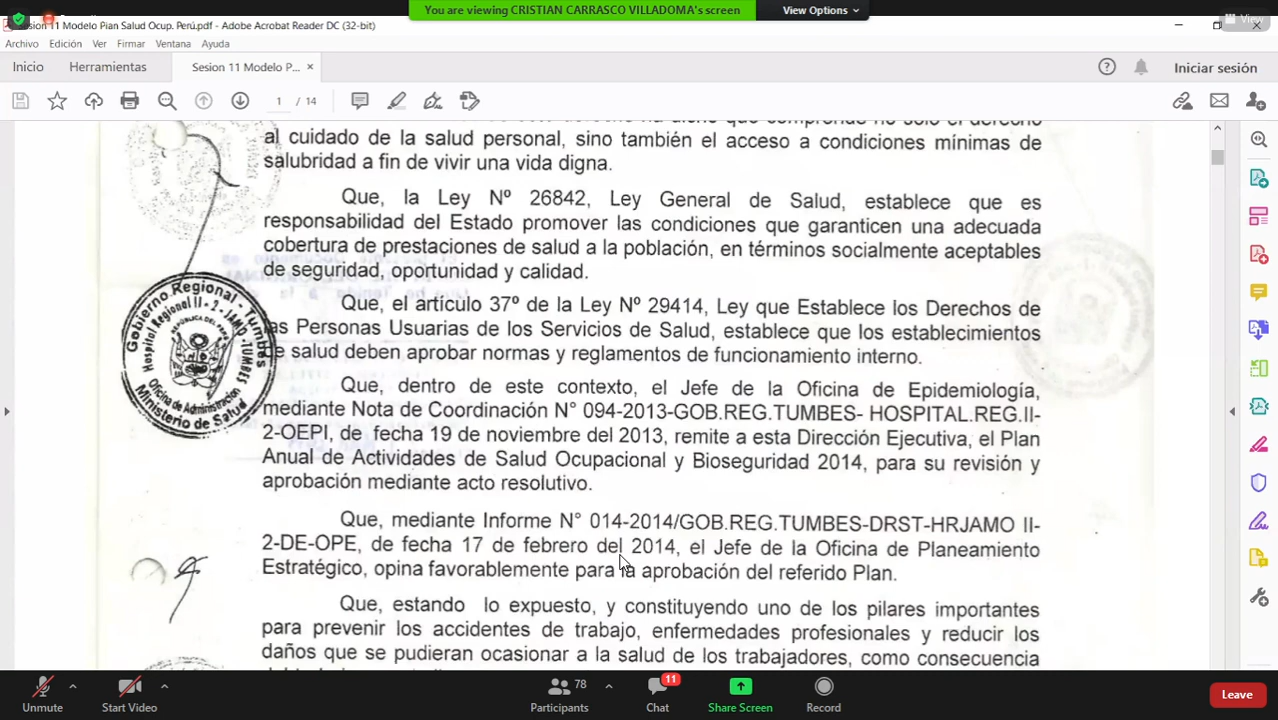 You are viewing CRISTIAN CARRASCO VILLADOMA's screen
View Options
View
Sesion 11 Modelo Plan Salud Ocup. Perú.pdf - Adobe Acrobat Reader DC (32-bit)
Archivo Edición Ver Firmar Ventana Ayuda
Inicio Herramientas Sesion 11 Modelo P... × Iniciar sesión
1 / 14
al cuidado de la salud personal, sino también el acceso a condiciones mínimas de
salubridad a fin de vivir una vida digna.
Que, la Ley Nº 26842, Ley General de Salud, establece que es
responsabilidad del Estado promover las condiciones que garanticen una adecuada
cobertura de prestaciones de salud a la población, en términos socialmente aceptables
de seguridad, oportunidad y calidad.
Que, el artículo 37º de la Ley Nº 29414, Ley que Establece los Derechos de
las Personas Usuarias de los Servicios de Salud, establece que los establecimientos
de salud deben aprobar normas y reglamentos de funcionamiento interno.
Que, dentro de este contexto, el Jefe de la Oficina de Epidemiología,
mediante Nota de Coordinación N° 094-2013-GOB.REG.TUMBES- HOSPITAL.REG.II-
2-OEPI, de fecha 19 de noviembre del 2013, remite a esta Dirección Ejecutiva, el Plan
Anual de Actividades de Salud Ocupacional y Bioseguridad 2014, para su revisión y
aprobación mediante acto resolutivo.
Que, mediante Informe N° 014-2014/GOB.REG.TUMBES-DRST-HRJAMO II-
2-DE-OPE, de fecha 17 de febrero del 2014, el Jefe de la Oficina de Planeamiento
Estratégico, opina favorablemente para la aprobación del referido Plan.
Que, estando lo expuesto, y constituyendo uno de los pilares importantes
para prevenir los accidentes de trabajo, enfermedades profesionales y reducir los
daños que se pudieran ocasionar a la salud de los trabajadores, como consecuencia
Gobierno Regional - Tumbes
Hospital Regional II - 2 - JAMO - TUMBES
Oficina de Administración
Ministerio de Salud
Unmute Start Video 78 Participants 11 Chat Share Screen Record Leave